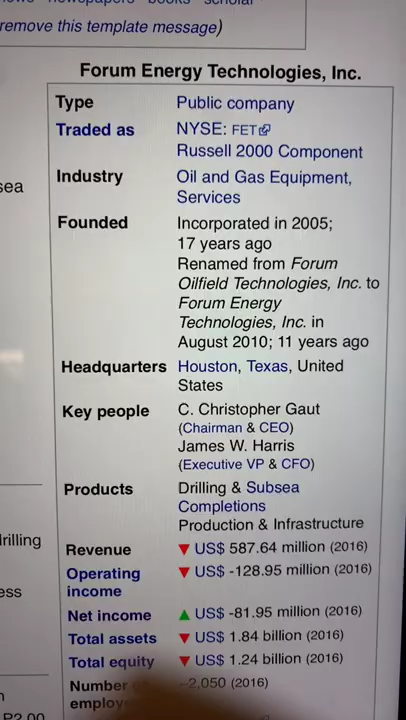 remove this template message)
Forum Energy Technologies, Inc.
Type Public company
Traded as NYSE: FET
Russell 2000 Component
sea
Industry Oil and Gas Equipment,
Services
Founded Incorporated in 2005;
17 years ago
Renamed from Forum
Oilfield Technologies, Inc. to
Forum Energy
Technologies, Inc. in
August 2010; 11 years ago
Headquarters Houston, Texas, United
States
Key people C. Christopher Gaut
(Chairman & CEO)
James W. Harris
(Executive VP & CFO)
Products Drilling & Subsea
Completions
Production & Infrastructure
drilling
Revenue ▼ US$ 587.64 million (2016)
Operating ▼ US$ -128.95 million (2016)
income
ess
Net income ▲ US$ -81.95 million (2016)
Total assets ▼ US$ 1.84 billion (2016)
Total equity ▼ US$ 1.24 billion (2016)
Number ~2,050 (2016)